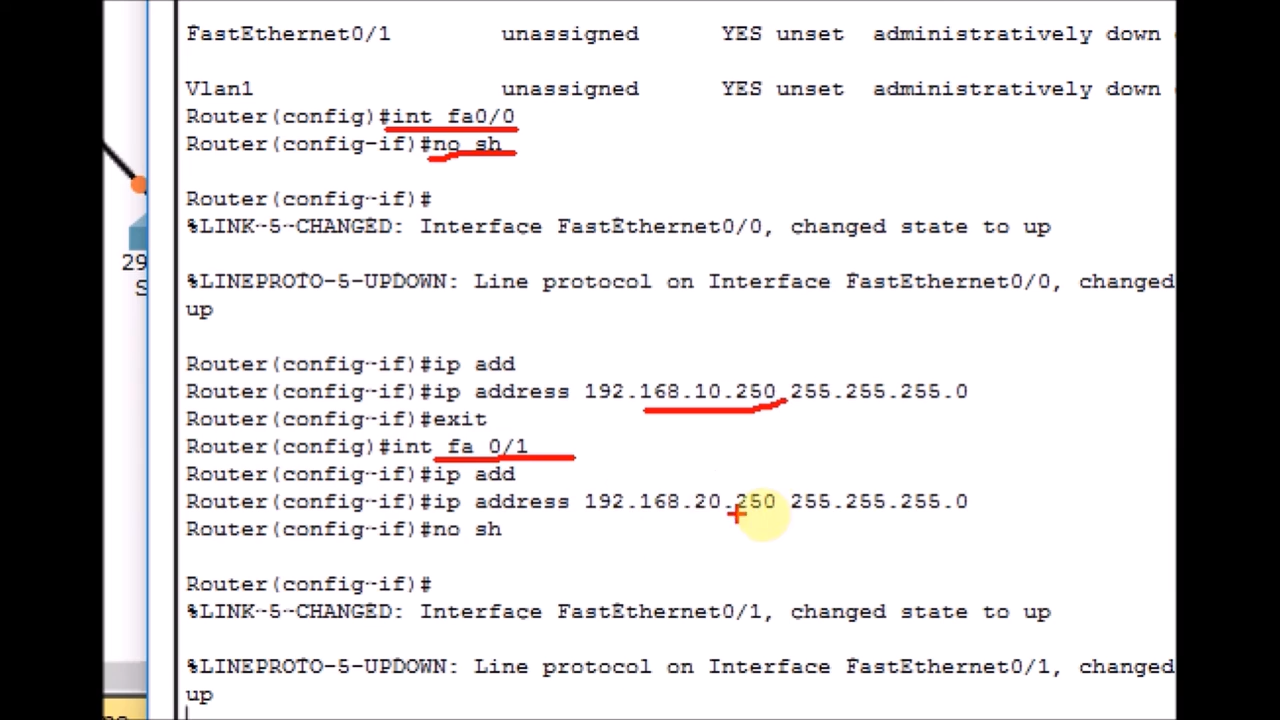 FastEthernet0/1 unassigned YES unset administratively down
Vlan1 unassigned YES unset administratively down
Router(config)#int fa0/0
Router(config-if)#no sh
Router(config-if)#
%LINK-5-CHANGED: Interface FastEthernet0/0, changed state to up
%LINEPROTO-5-UPDOWN: Line protocol on Interface FastEthernet0/0, changed
up
Router(config-if)#ip add
Router(config-if)#ip address 192.168.10.250 255.255.255.0
Router(config-if)#exit
Router(config)#int fa 0/1
Router(config-if)#ip add
Router(config-if)#ip address 192.168.20.250 255.255.255.0
Router(config-if)#no sh
Router(config-if)#
%LINK-5-CHANGED: Interface FastEthernet0/1, changed state to up
%LINEPROTO-5-UPDOWN: Line protocol on Interface FastEthernet0/1, changed
up
29
S